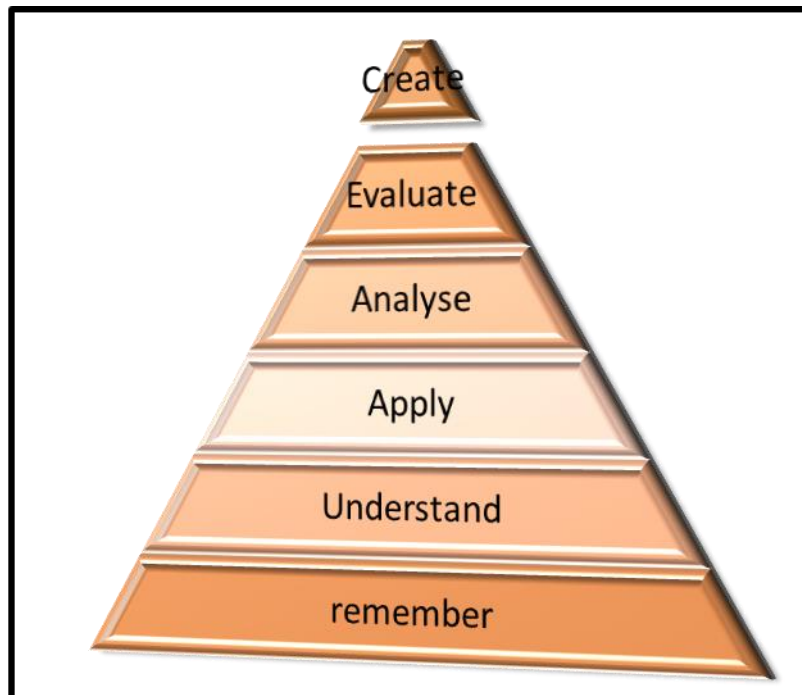 Create
Evaluate
Analyse
Apply
Understand
remember